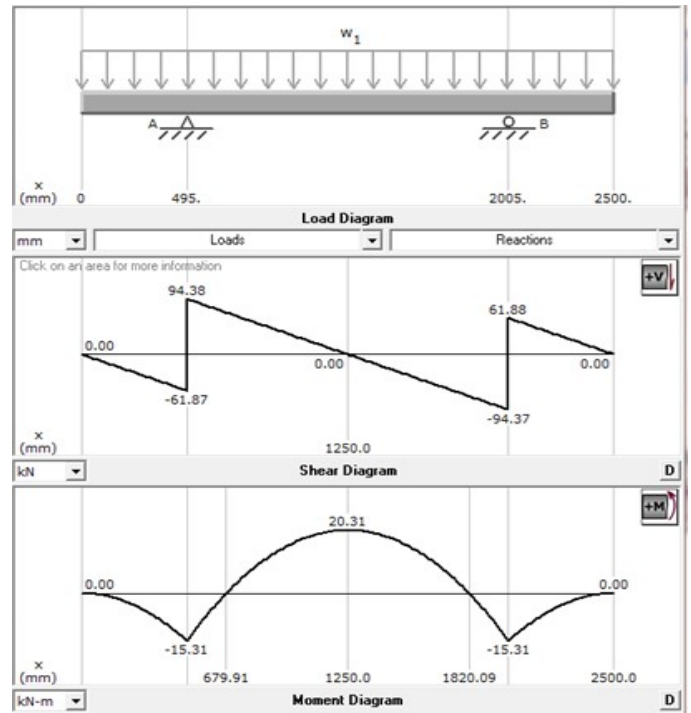 w1
A B
x
(mm) 0 495. 2005. 2500.
Load Diagram
mm Loads Reactions
Click on an area for more information
+V
94.38
61.88
0.00 0.00 0.00
-61.87
-94.37
x
(mm) 1250.0
kN Shear Diagram D
+M
20.31
0.00 0.00
-15.31 -15.31
x
(mm) 679.91 1250.0 1820.09 2500.0
kN-m Moment Diagram D